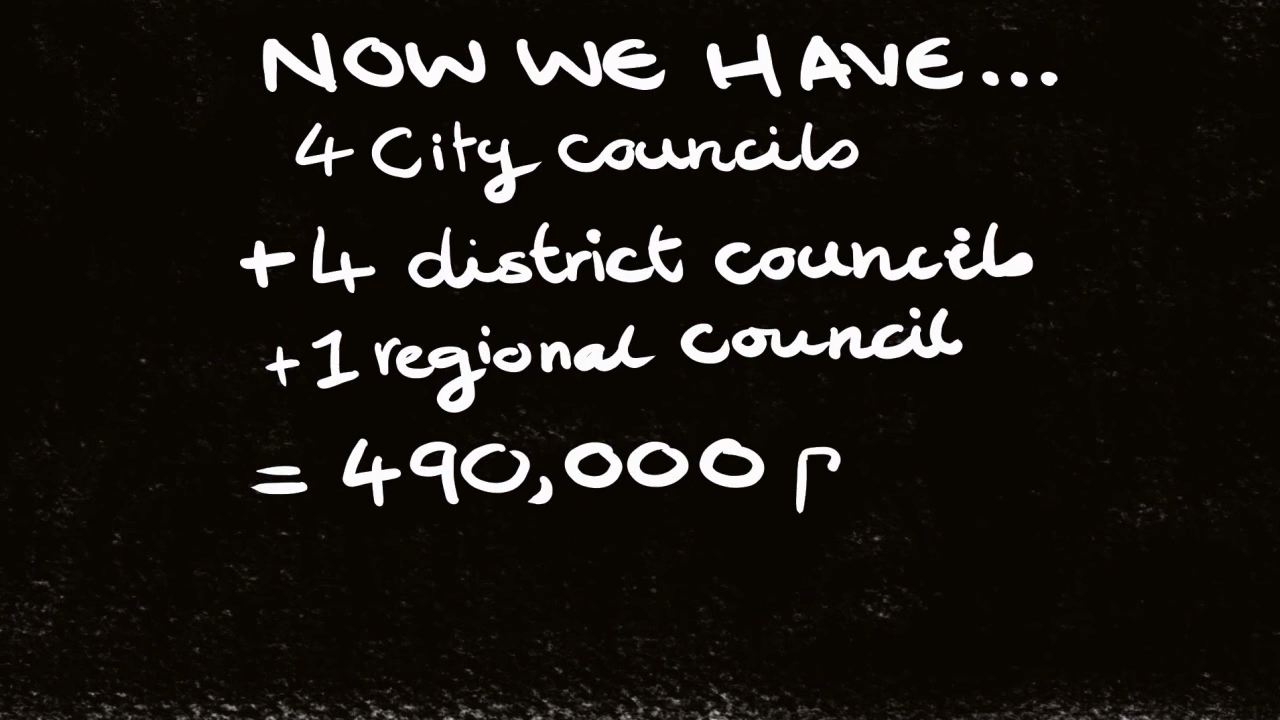 NOW WE HAVE...
4 City councils
+ 4 district councils
+ 1 regional council
= 490,000 p